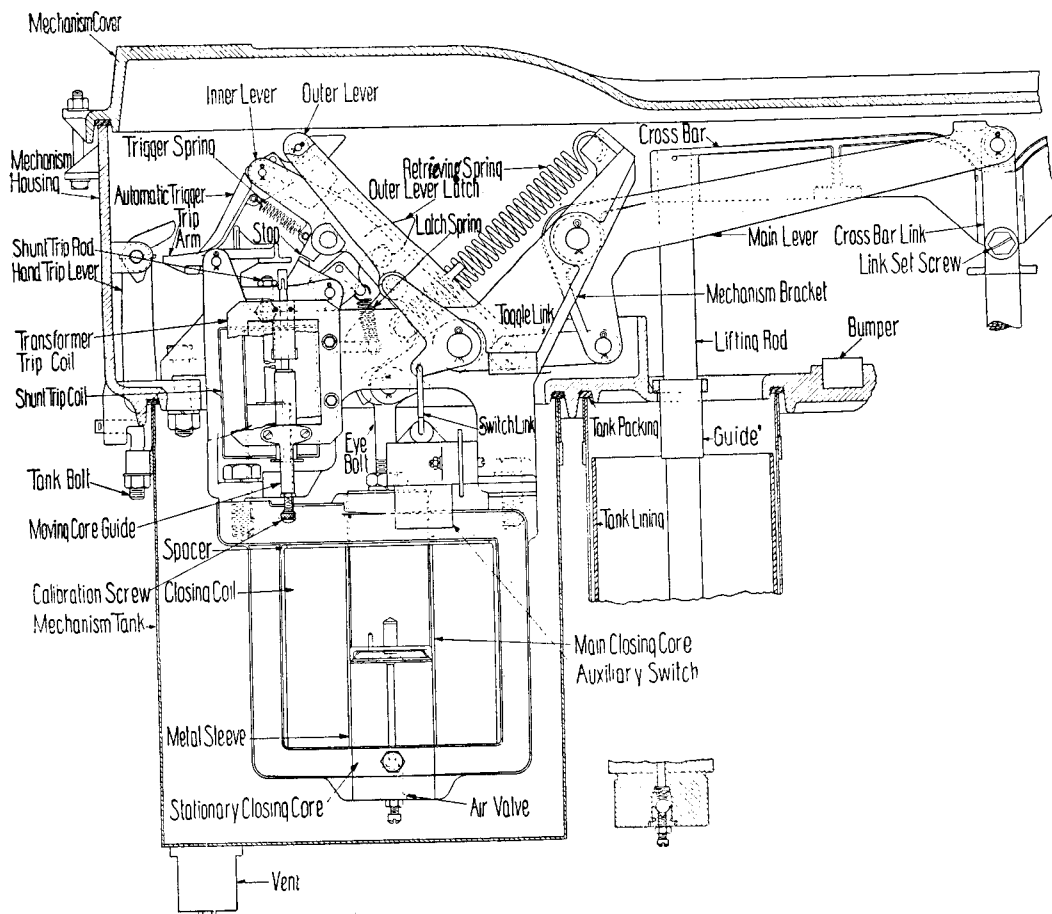 Mechanism Cover
Inner Lever
Outer Lever
Cross Bar
Trigger Spring
Retrieving Spring
Mechanism
Housing
Outer Lever Latch
Automatic Trigger
Trip
Arm
Latch Spring
Stop
Shunt Trip Rod
Main Lever
Cross Bar Link
Hand Trip Lever
Link Set Screw
Mechanism Bracket
Toggle Link
Bumper
Transformer
Trip Coil
Lifting Rod
Shunt Trip Coil
Switch Link
Tank Packing
Guide'
Eye
Bolt
Tank Bolt
Tank Lining
Moving Core Guide
Spacer
Calibration Screw
Closing Coil
Mechanism Tank
Main Closing Core
Auxiliary Switch
Metal Sleeve
Stationary Closing Core
Air Valve
Vent